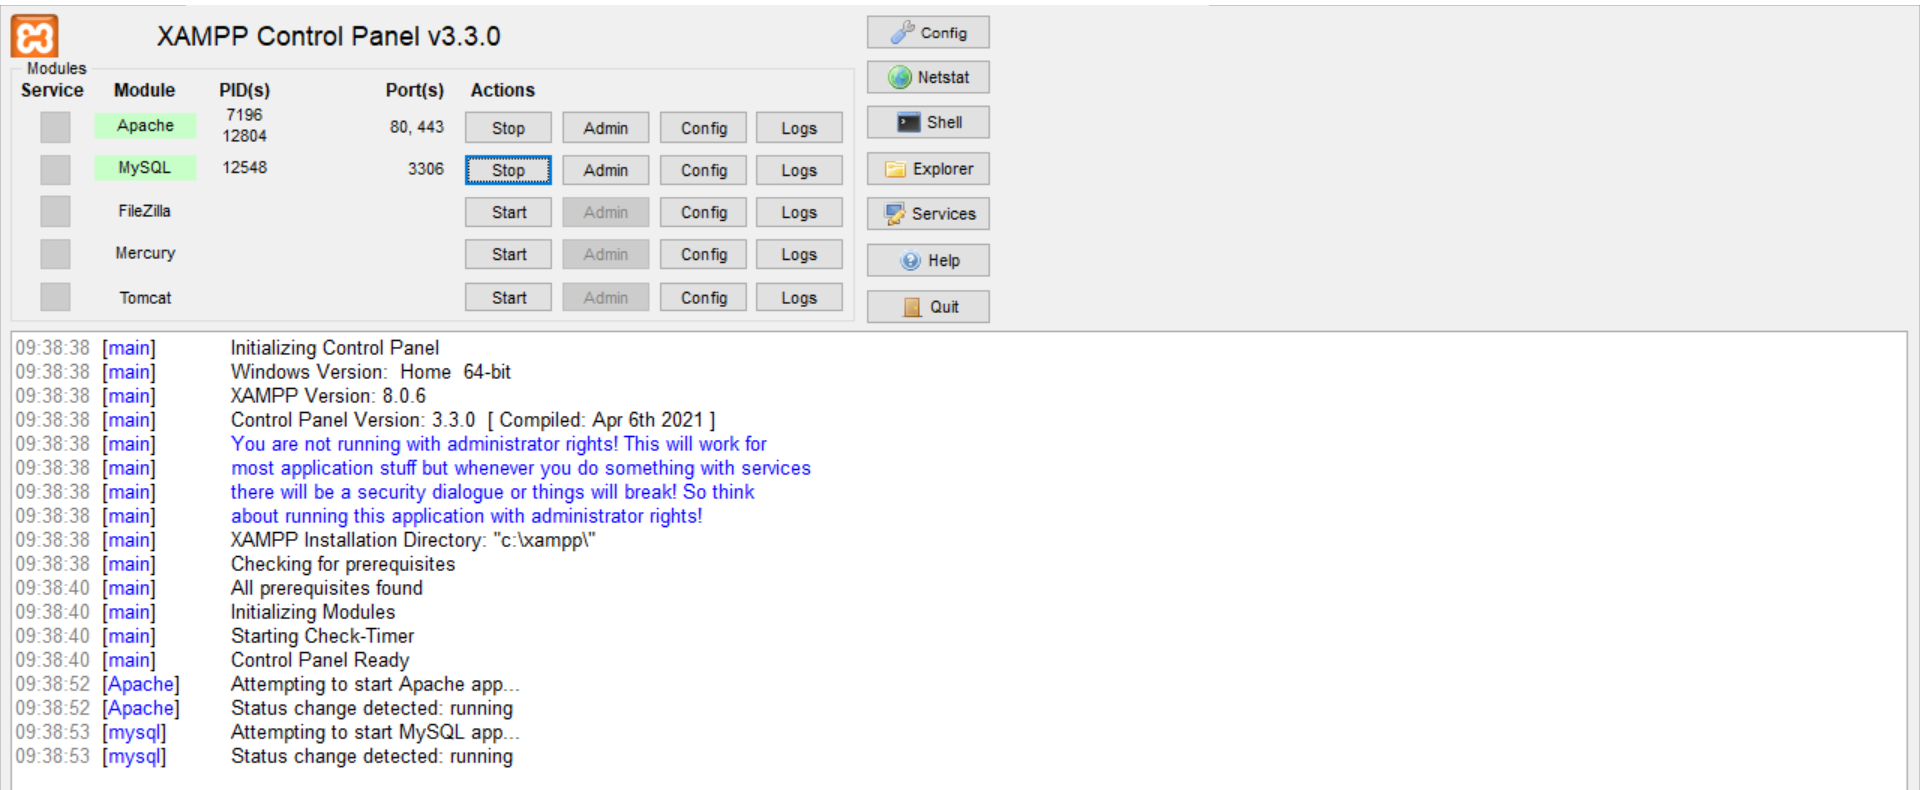 XAMPP Control Panel v3.3.0
Config
Modules
Service Module PID(s) Port(s) Actions
Netstat
Apache 7196 12804 80, 443 Stop Admin Config Logs
Shell
MySQL 12548 3306 Stop Admin Config Logs
Explorer
FileZilla Start Admin Config Logs
Services
Mercury Start Admin Config Logs
Help
Tomcat Start Admin Config Logs
Quit
09:38:38 [main] Initializing Control Panel
09:38:38 [main] Windows Version: Home 64-bit
09:38:38 [main] XAMPP Version: 8.0.6
09:38:38 [main] Control Panel Version: 3.3.0 [ Compiled: Apr 6th 2021 ]
09:38:38 [main] You are not running with administrator rights! This will work for
09:38:38 [main] most application stuff but whenever you do something with services
09:38:38 [main] there will be a security dialogue or things will break! So think
09:38:38 [main] about running this application with administrator rights!
09:38:38 [main] XAMPP Installation Directory: "c:\xampp\"
09:38:38 [main] Checking for prerequisites
09:38:40 [main] All prerequisites found
09:38:40 [main] Initializing Modules
09:38:40 [main] Starting Check-Timer
09:38:40 [main] Control Panel Ready
09:38:52 [Apache] Attempting to start Apache app...
09:38:52 [Apache] Status change detected: running
09:38:53 [mysql] Attempting to start MySQL app...
09:38:53 [mysql] Status change detected: running